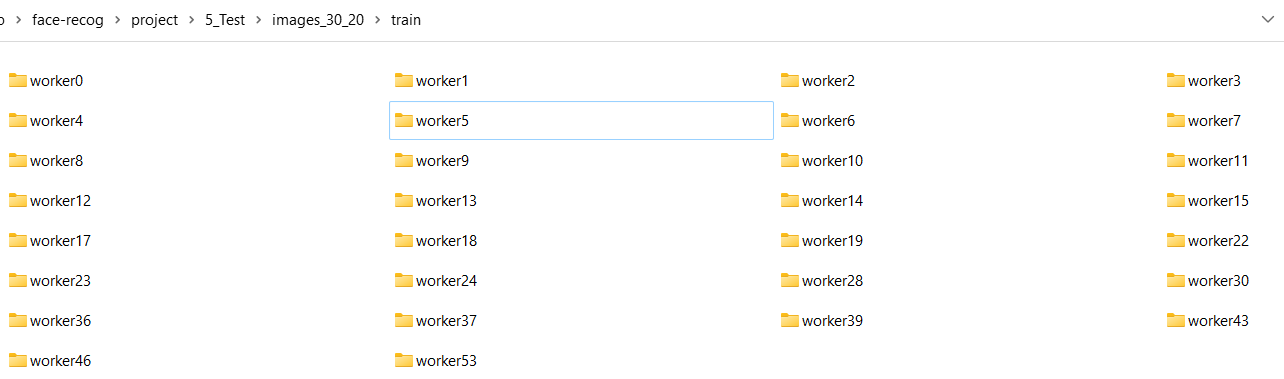 face-recog > project > 5_Test > images_30_20 > train
worker0 worker1 worker2 worker3
worker4 worker5 worker6 worker7
worker8 worker9 worker10 worker11
worker12 worker13 worker14 worker15
worker17 worker18 worker19 worker22
worker23 worker24 worker28 worker30
worker36 worker37 worker39 worker43
worker46 worker53